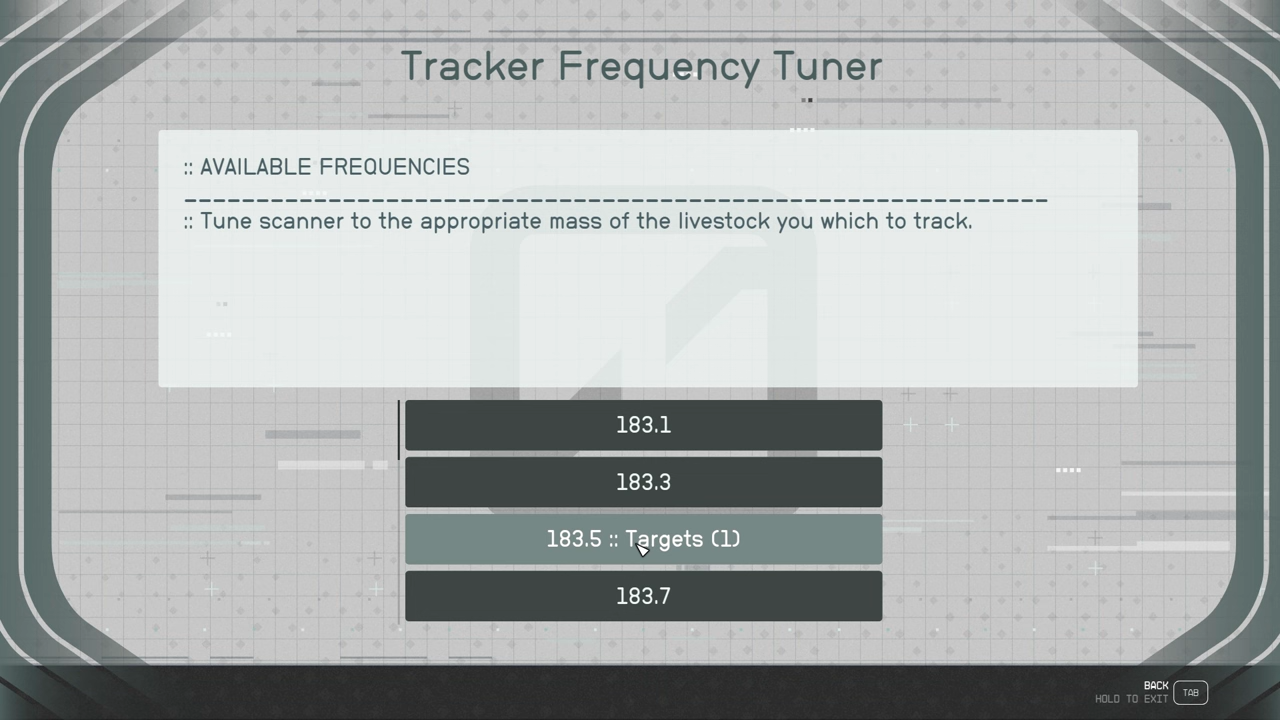 Tracker Frequency Tuner
:: AVAILABLE FREQUENCIES
:: Tune scanner to the appropriate mass of the livestock you which to track.
183.1
183.3
183.5 :: Targets (1)
183.7
BACK
HOLD TO EXIT
TAB